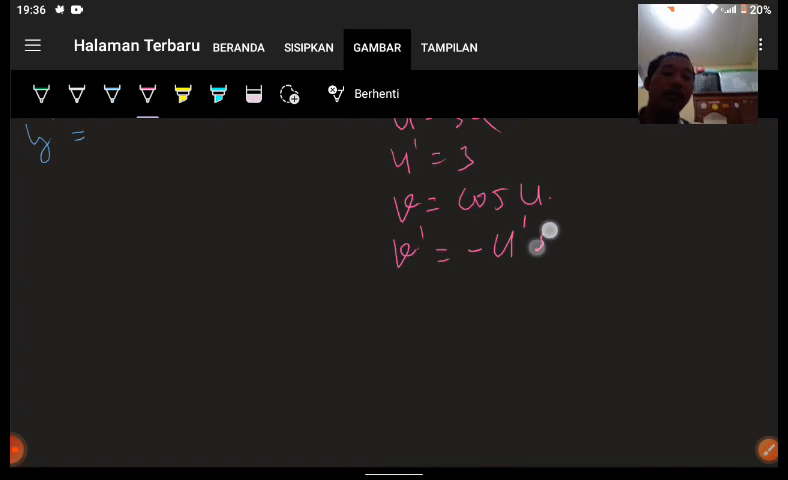 19:36 20%
Halaman Terbaru BERANDA SISIPKAN GAMBAR TAMPILAN
Berhenti
y =
u' = 3
v = cos u.
v' = - u'